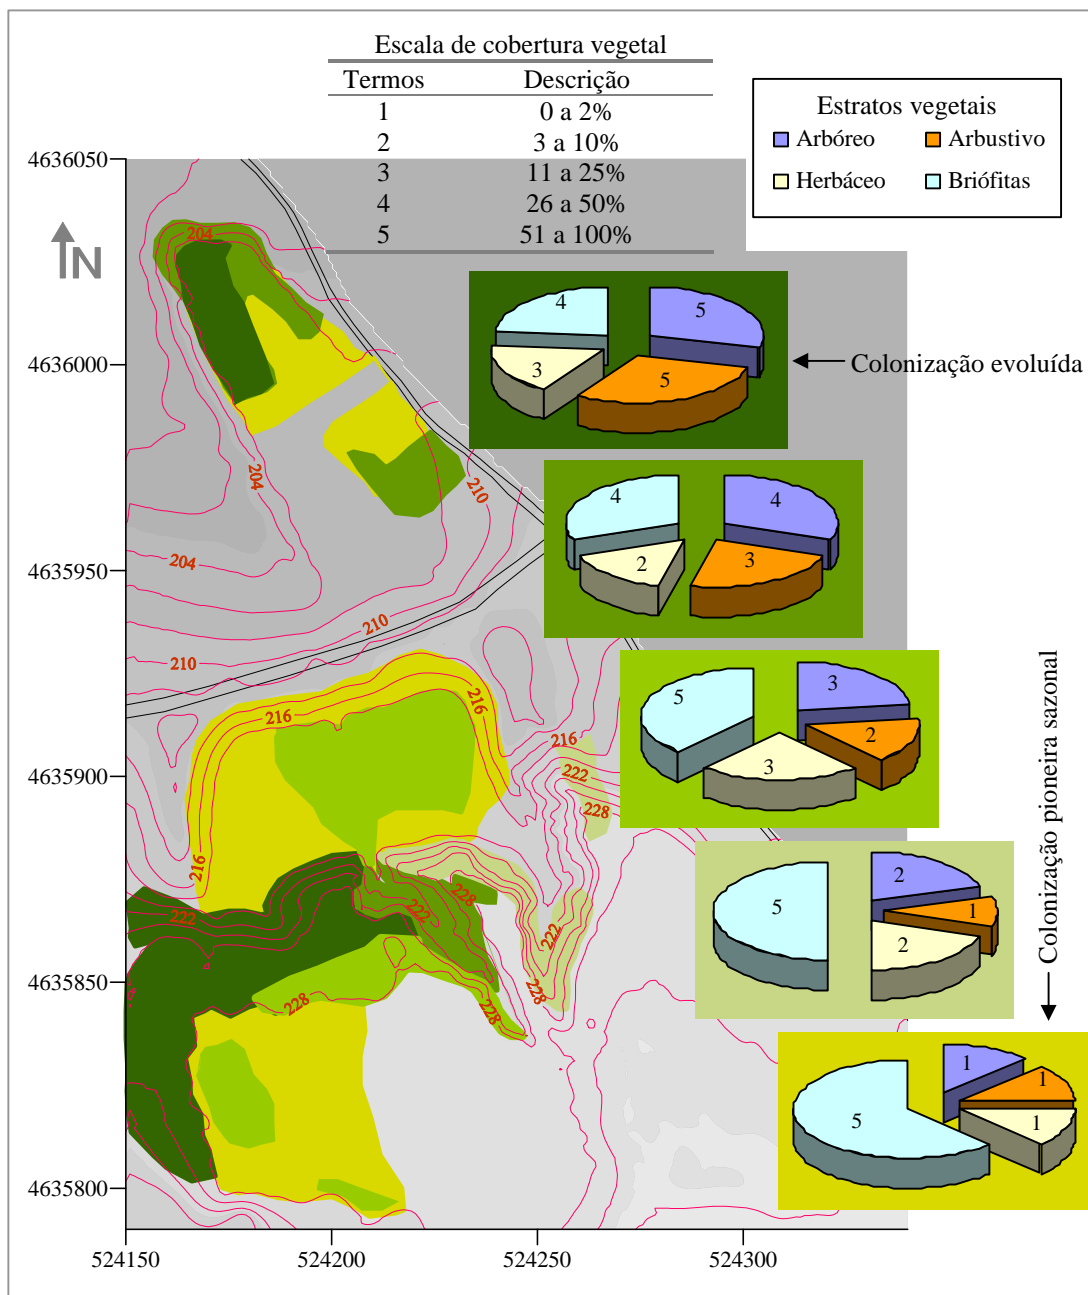 Escala de cobertura vegetal
Termos Descrição
1 0 a 2%
2 3 a 10%
3 11 a 25%
4 26 a 50%
5 51 a 100%
Estratos vegetais
Arbóreo Arbustivo
Herbáceo Briófitas
N
4636050
4636000
4635950
4635900
4635850
4635800
524150 524200 524250 524300
204
204
204
210
210
210
216
216
216
216
222
228
222
222
228
222
228
228
228
4 5
3 5
Colonização evoluída
4 4
2 3
5 3
3 2
5 2
2 1
5 1
1
1
Colonização pioneira sazonal